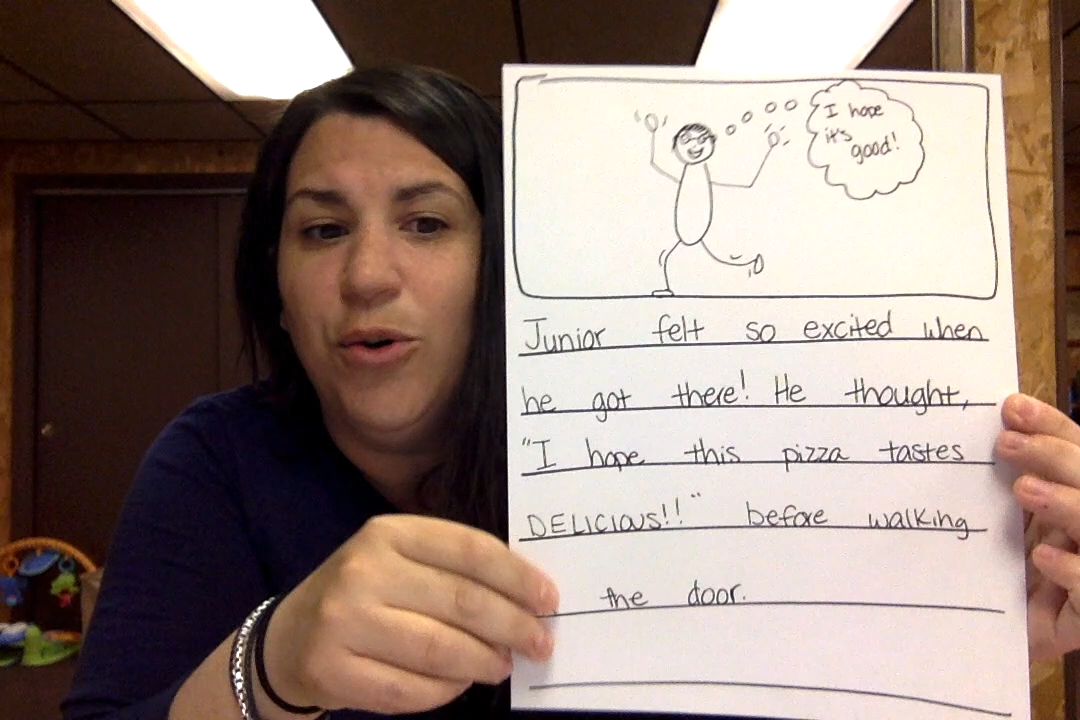 I hope
it's
good!
Junior felt so excited when
he got there! He thought,
"I hope this pizza tastes
DELICIOUS!!" before walking
the door.